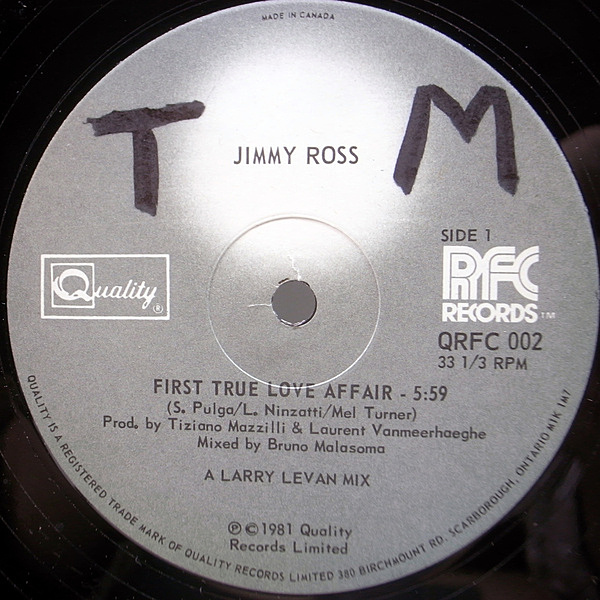 MADE IN CANADA
T M
JIMMY ROSS
SIDE 1
Quality®
RFC
RECORDS™
QRFC 002
33 1/3 RPM
FIRST TRUE LOVE AFFAIR - 5:59
(S. Pulga/L. Ninzatti/Mel Turner)
Prod. by Tiziano Mazzilli & Laurent Vanmeerhaeghe
Mixed by Bruno Malasoma
A LARRY LEVAN MIX
℗ © 1981 Quality
Records Limited
QUALITY IS A REGISTERED TRADE MARK OF QUALITY RECORDS LIMITED 380 BIRCHMOUNT RD. SCARBOROUGH, ONTARIO M1K 1M7